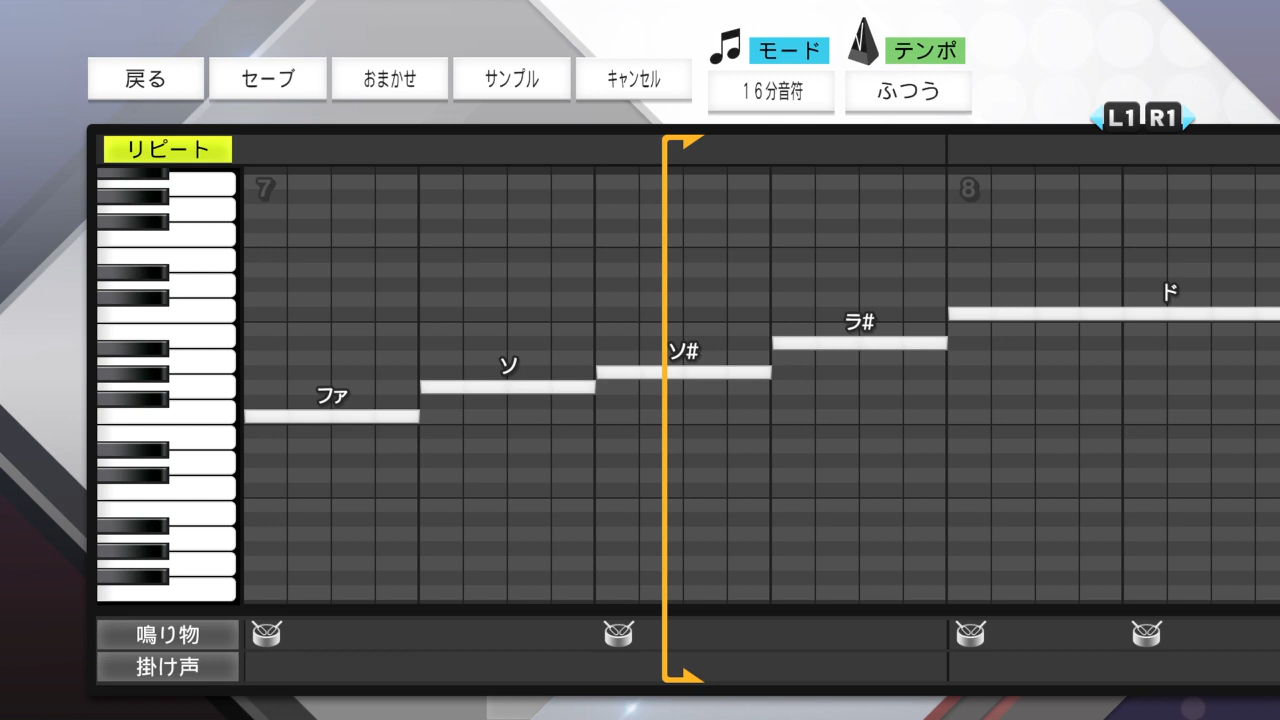 戻る
セーブ
おまかせ
サンプル
キャンセル
モード
16分音符
テンポ
ふつう
L1 R1
リピート
7
8
ド
ラ#
ソ#
ソ
ファ
鳴り物
掛け声